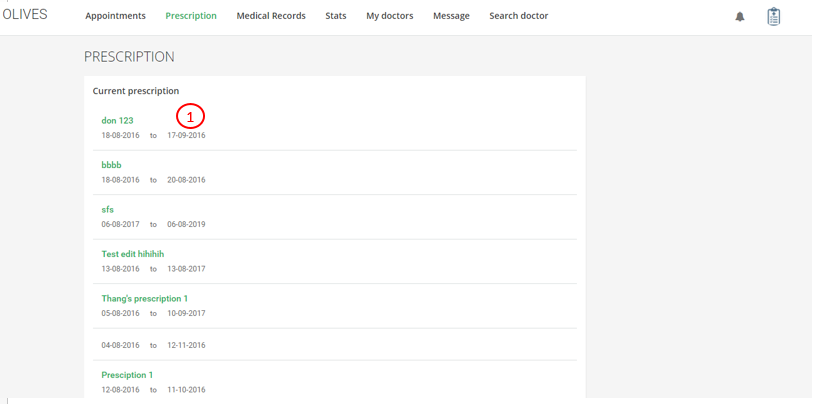 OLIVES Appointments Prescription Medical Records Stats My doctors Message Search doctor
PRESCRIPTION
Current prescription
don 123 1
18-08-2016 to 17-09-2016
bbbb
18-08-2016 to 20-08-2016
sfs
06-08-2017 to 06-08-2019
Test edit hihihih
13-08-2016 to 13-08-2017
Thang's prescription 1
05-08-2016 to 10-09-2017
04-08-2016 to 12-11-2016
Presciption 1
12-08-2016 to 11-10-2016